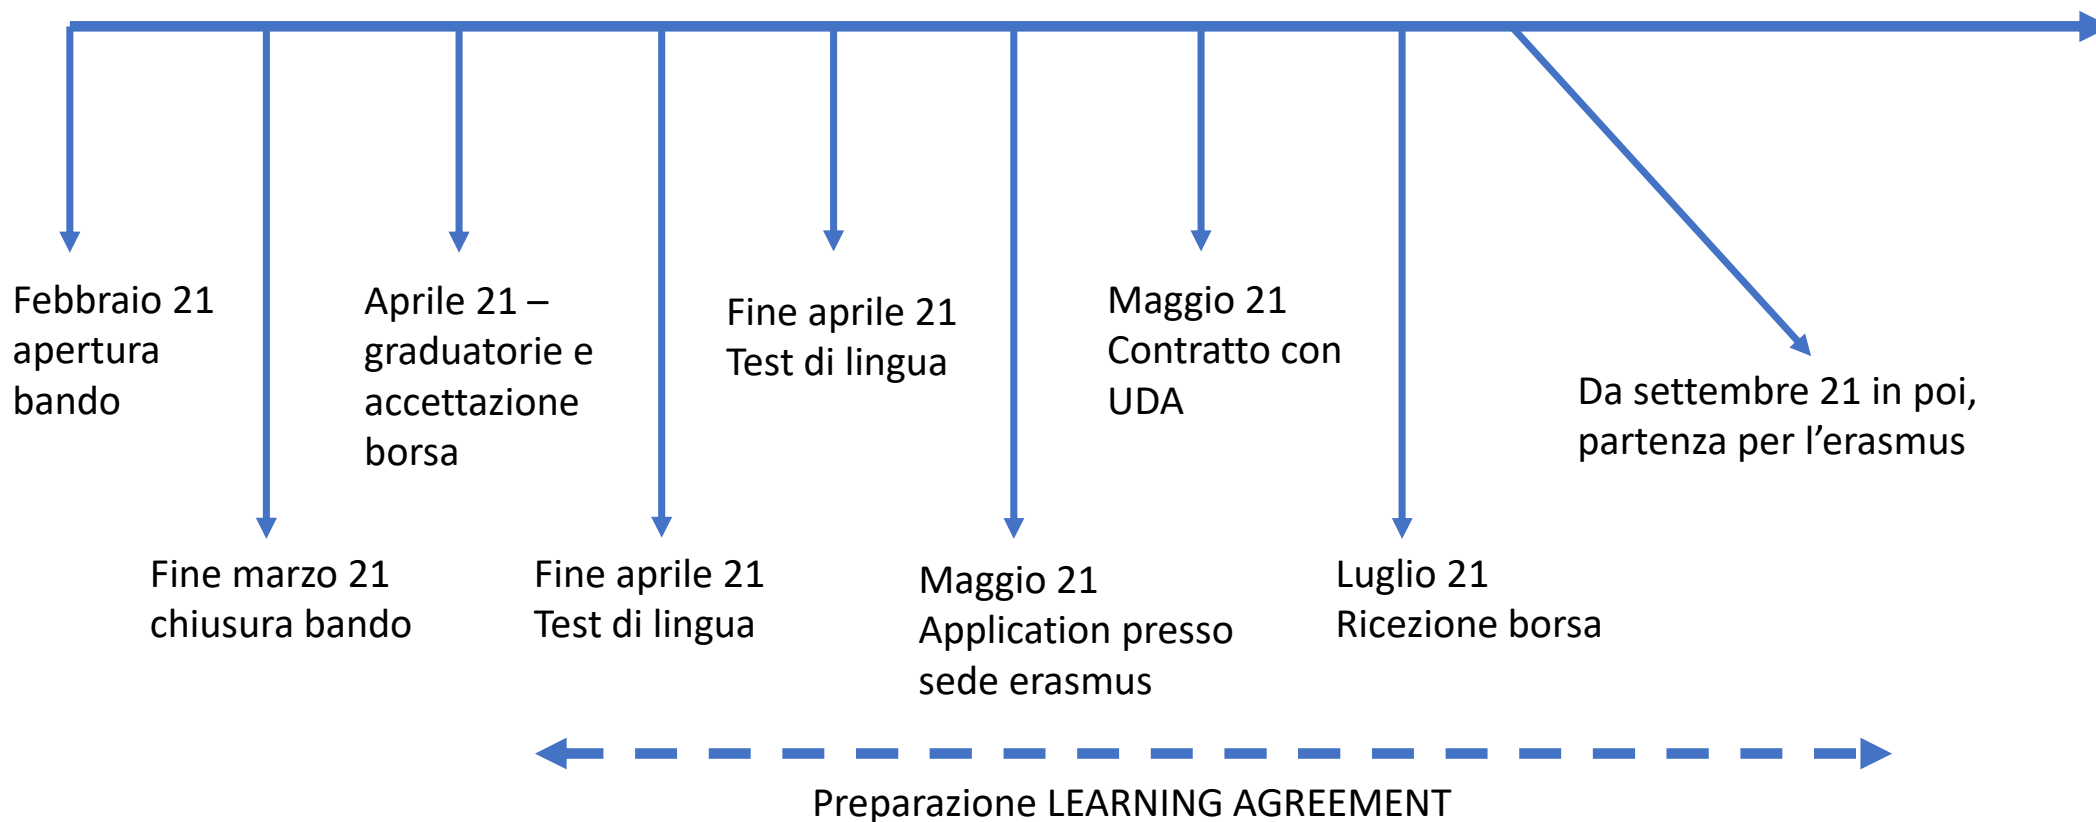 Febbraio 21
apertura
bando
Fine marzo 21
chiusura bando
Aprile 21 –
graduatorie e
accettazione
borsa
Fine aprile 21
Test di lingua
Fine aprile 21
Test di lingua
Maggio 21
Application presso
sede erasmus
Maggio 21
Contratto con
UDA
Luglio 21
Ricezione borsa
Da settembre 21 in poi,
partenza per l’erasmus
Preparazione LEARNING AGREEMENT